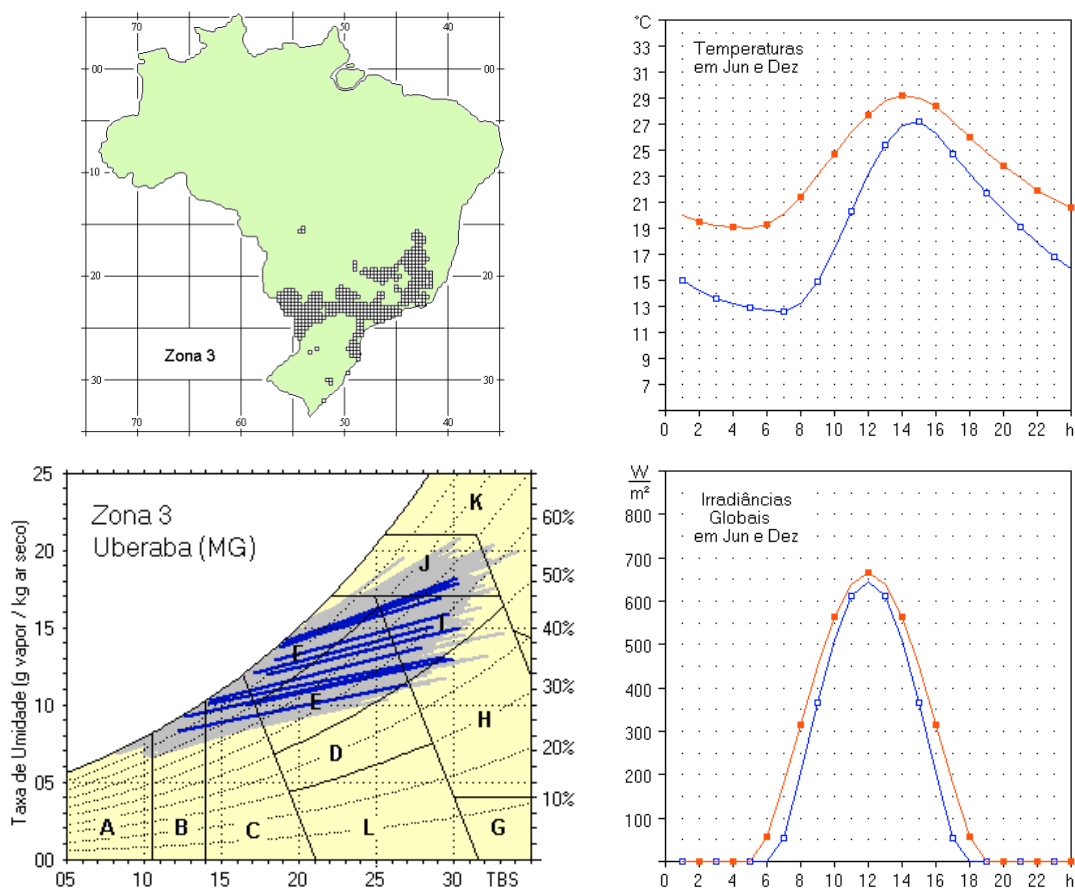 70
50
40
00
00
10
10
20
20
Zona 3
30
30
70
60
50
40
°C
33
31
29
27
25
23
21
19
17
15
13
11
9
7
Temperaturas
em Jun e Dez
0 2 4 6 8 10 12 14 16 18 20 22 h
Taxa de Umidade (g vapor / kg ar seco)
25
20
15
10
05
00
Zona 3
Uberaba (MG)
K
J
I
F
E
H
D
A B C L G
60%
50%
40%
30%
20%
10%
05 10 15 20 25 30 TBS
W
m²
800
700
600
500
400
300
200
100
Irradiâncias
Globais
em Jun e Dez
0 2 4 6 8 10 12 14 16 18 20 22 h